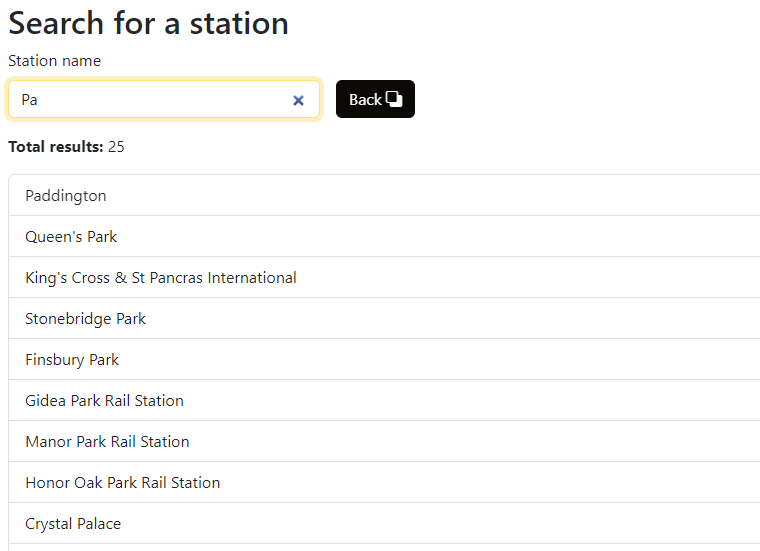 Search for a station
Station name
Pa
Back
Total results: 25
Paddington
Queen's Park
King's Cross & St Pancras International
Stonebridge Park
Finsbury Park
Gidea Park Rail Station
Manor Park Rail Station
Honor Oak Park Rail Station
Crystal Palace